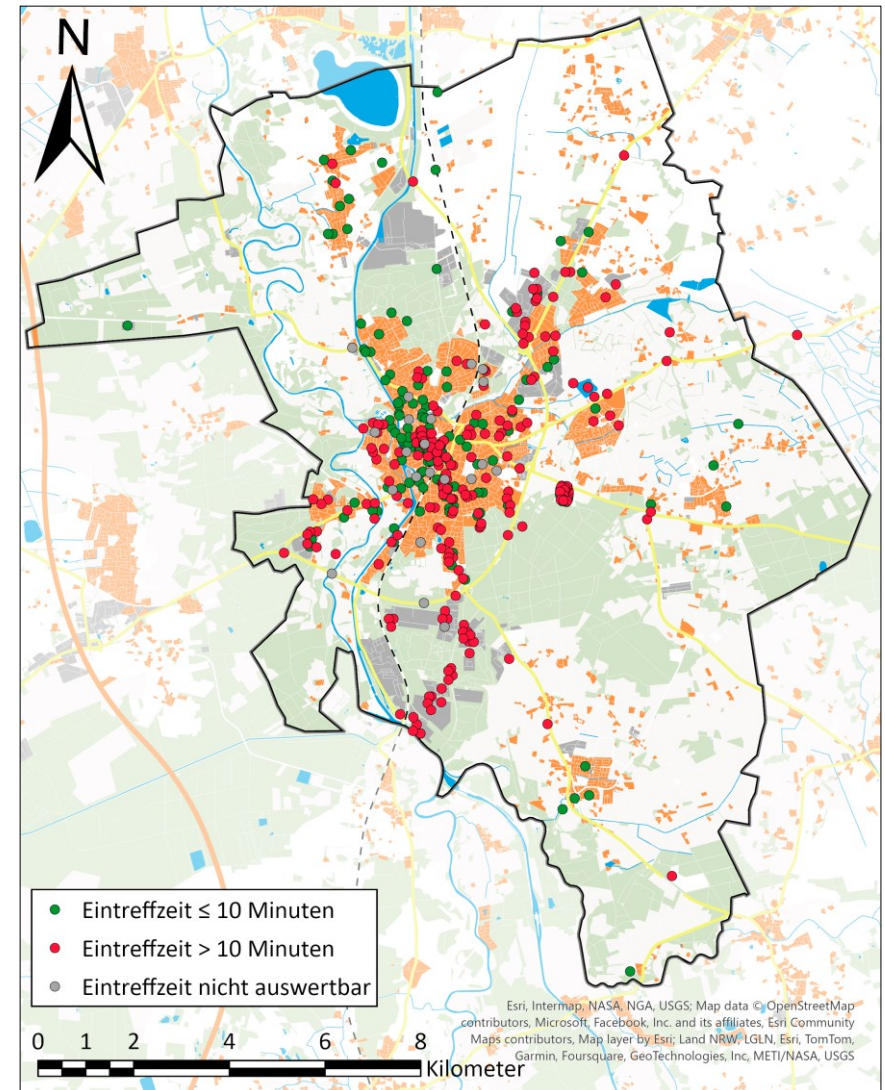 N
Eintreffzeit ≤ 10 Minuten
Eintreffzeit > 10 Minuten
Eintreffzeit nicht auswertbar
Esri, Intermap, NASA, NGA, USGS; Map data © OpenStreetMap
contributors, Microsoft, Facebook, Inc. and its affiliates, Esri Community
Maps contributors, Map layer by Esri; Land NRW, LGLN, Esri, TomTom,
Garmin, Foursquare, GeoTechnologies, Inc, METI/NASA, USGS
0 1 2 4 6 8
Kilometer